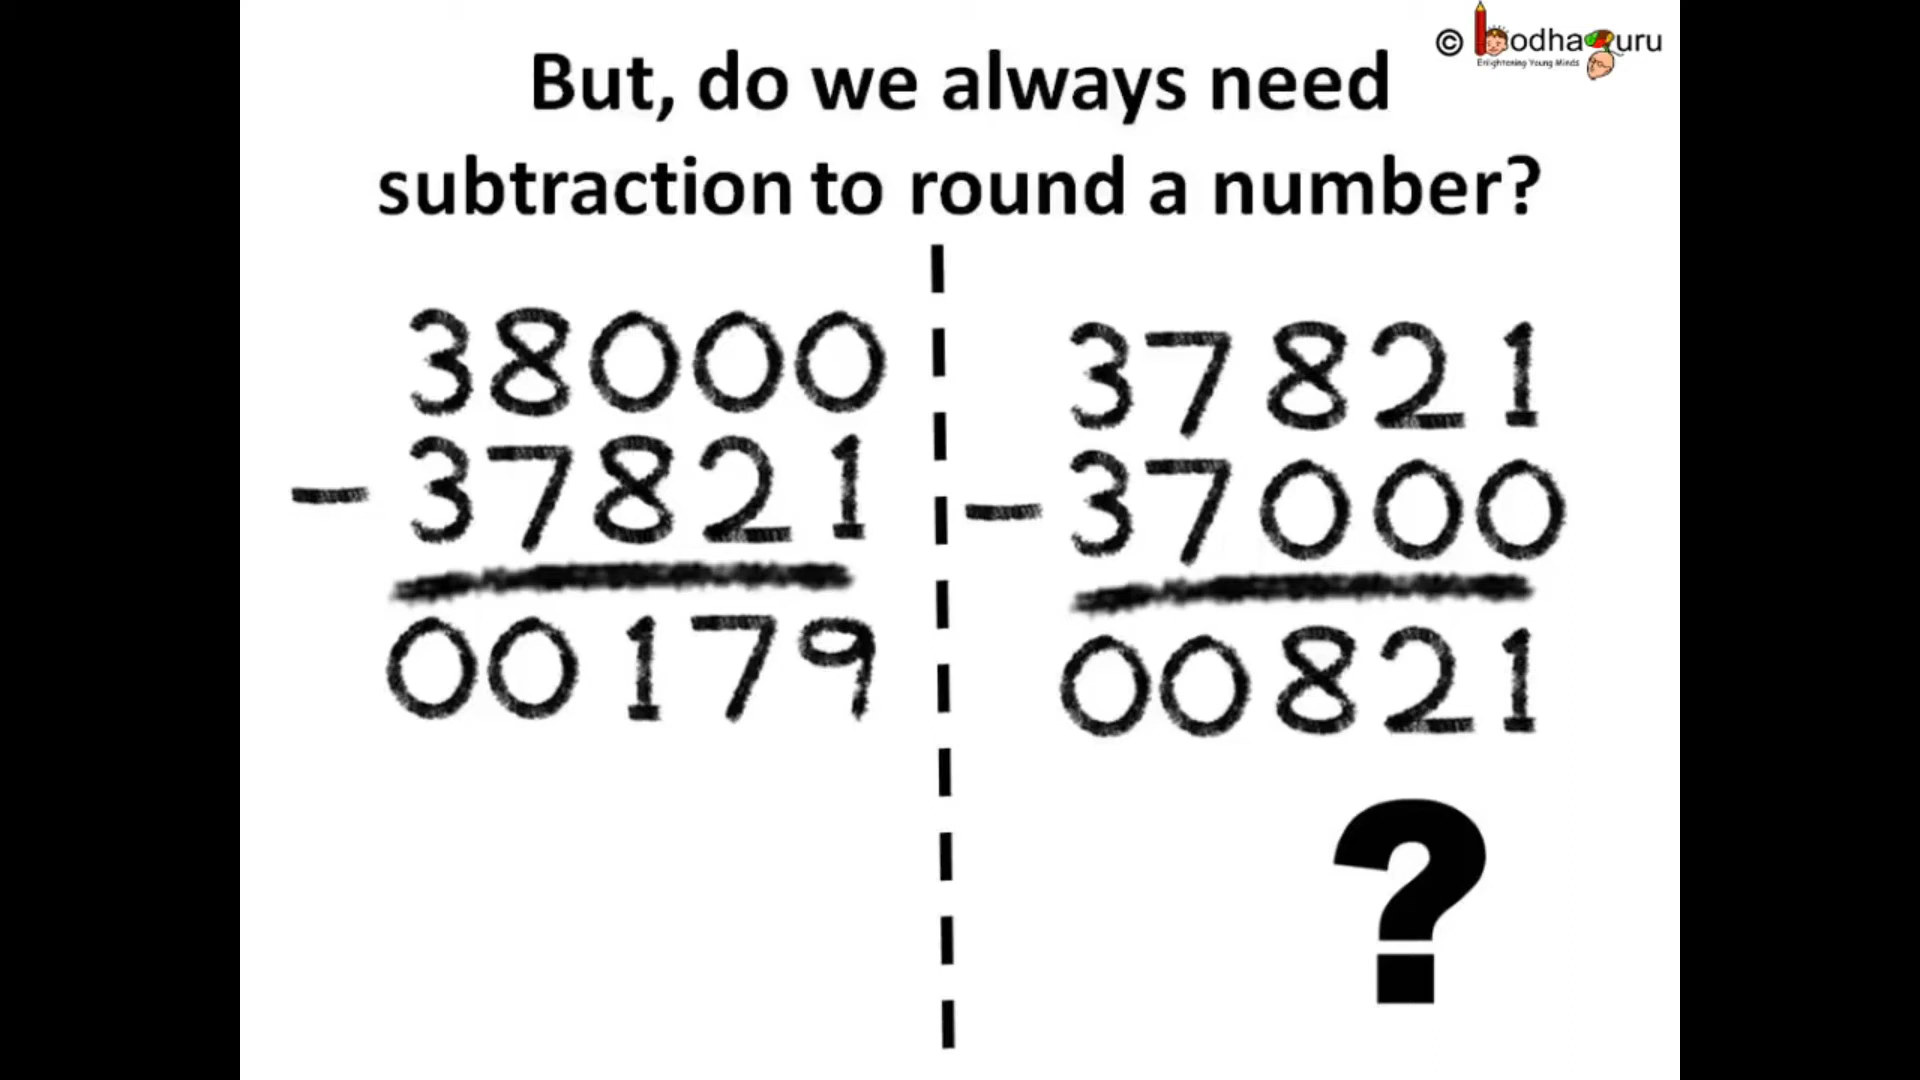 © BodhaGuru
Enlightening Young Minds
But, do we always need
subtraction to round a number?
38000
- 37821
00179
37821
- 37000
00821
?